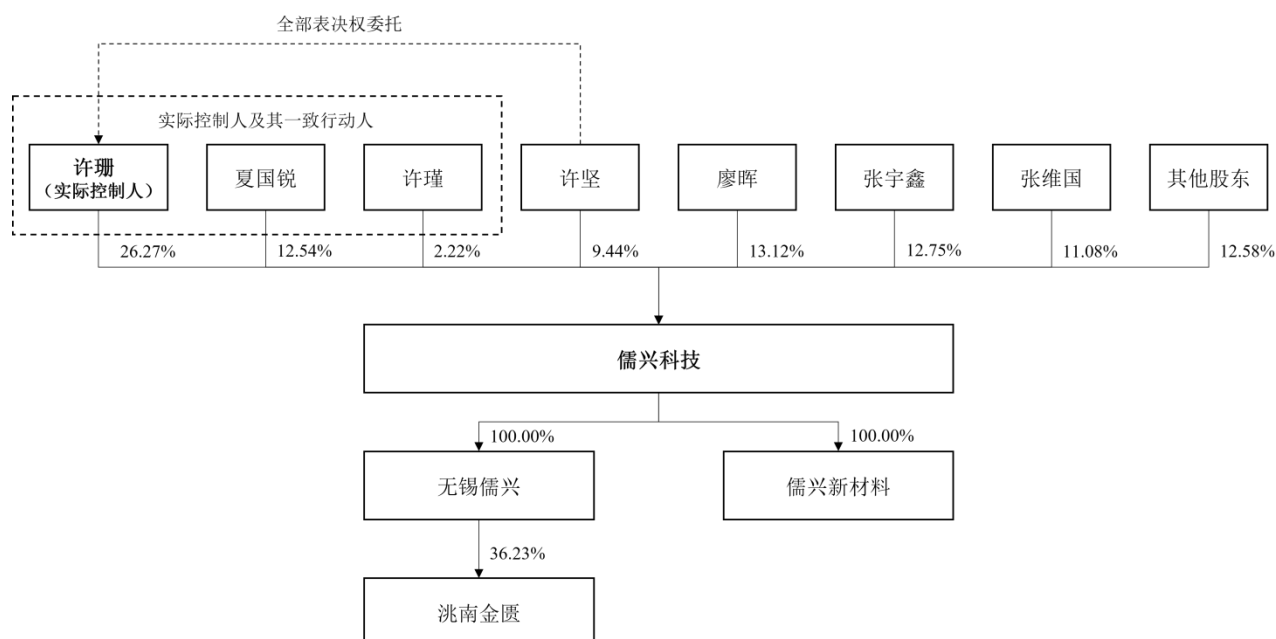 全部表决权委托
实际控制人及其一致行动人
许珊
（实际控制人）
夏国锐
许瑾
许坚
廖晖
张宇鑫
张维国
其他股东
26.27%
12.54%
2.22%
9.44%
13.12%
12.75%
11.08%
12.58%
儒兴科技
100.00%
100.00%
无锡儒兴
儒兴新材料
36.23%
洮南金匮